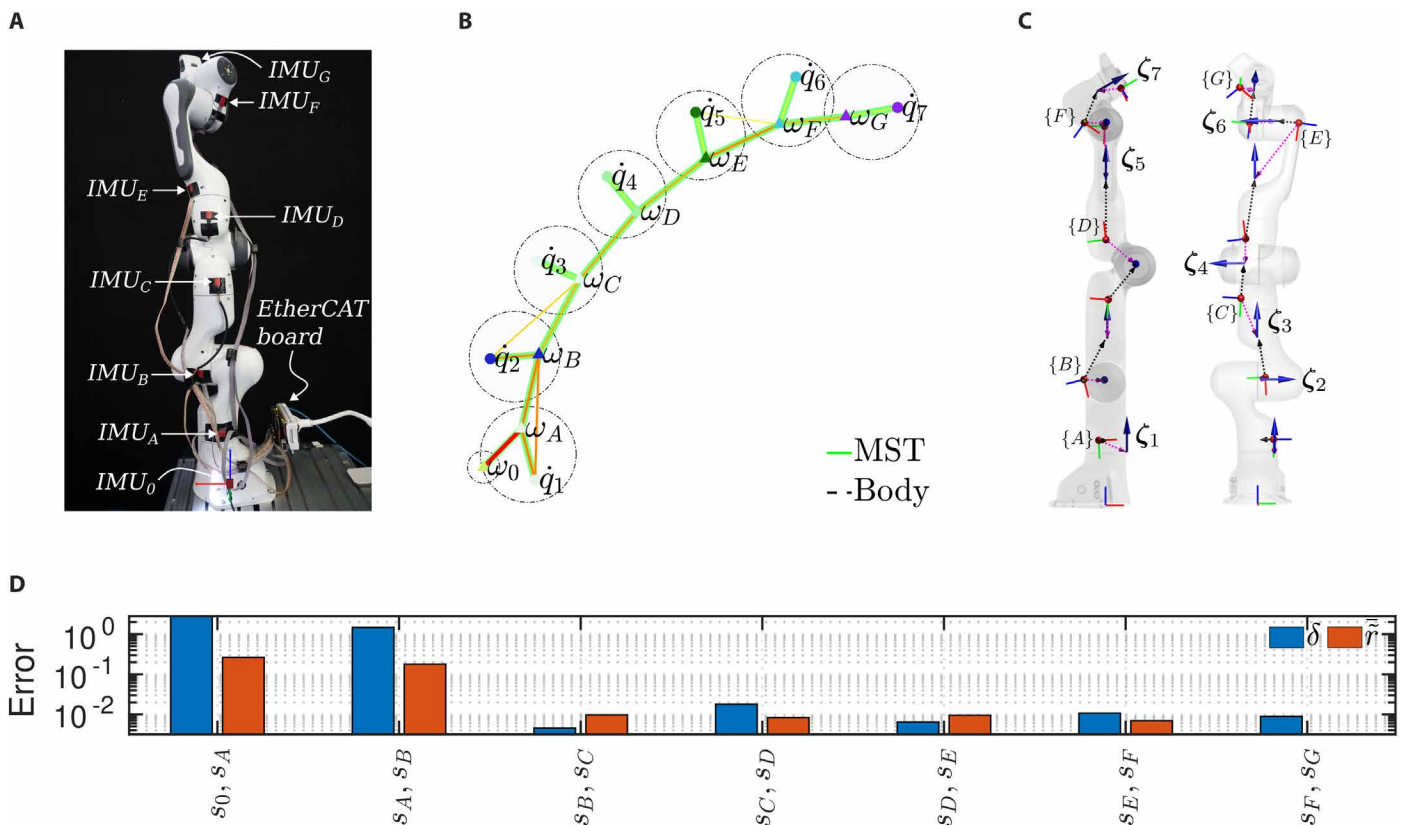 A
IMU_G
IMU_F
IMU_E
IMU_D
IMU_C
EtherCAT
board
IMU_B
IMU_A
IMU_0
B
q̇_6
q̇_7
q̇_5
ω_F
ω_G
ω_E
q̇_4
ω_D
q̇_3
ω_C
q̇_2
ω_B
ω_A
ω_0
q̇_1
MST
Body
C
ζ_7
{G}
{F}
ζ_6
{E}
ζ_5
{D}
ζ_4
{C}
ζ_3
{B}
ζ_2
{A}
ζ_1
D
Error
10^0
10^-1
10^-2
δ
r̃̄
s_0, s_A
s_A, s_B
s_B, s_C
s_C, s_D
s_D, s_E
s_E, s_F
s_F, s_G